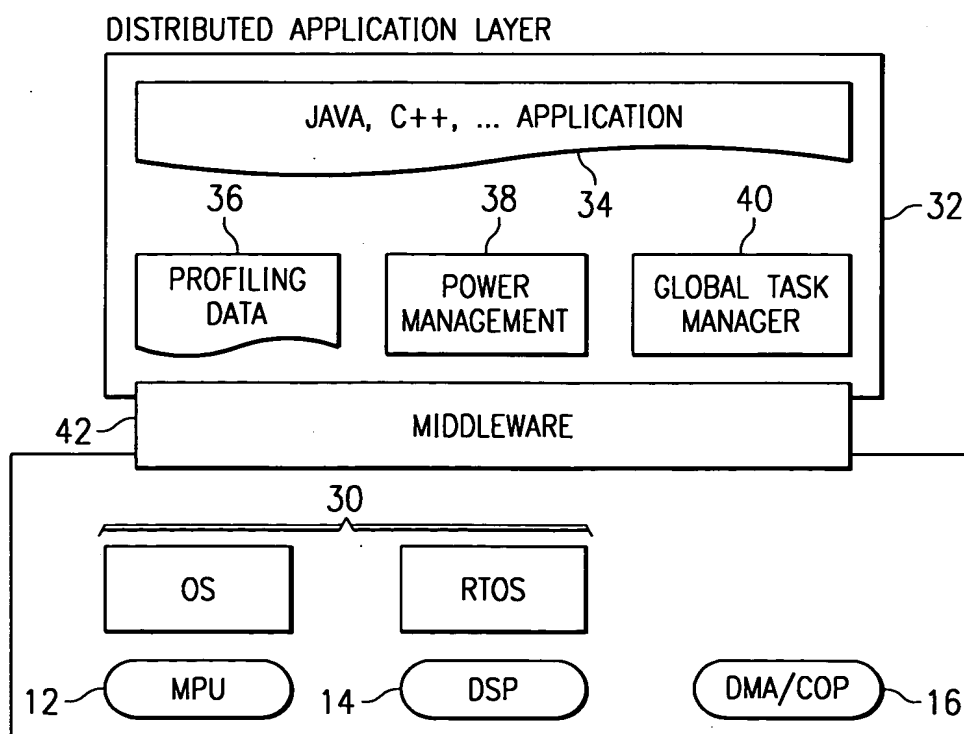 DISTRIBUTED APPLICATION LAYER
JAVA, C++, ... APPLICATION
36
38
34
40
32
PROFILING
DATA
POWER
MANAGEMENT
GLOBAL TASK
MANAGER
42
MIDDLEWARE
30
OS
RTOS
12
MPU
14
DSP
DMA/COP
16